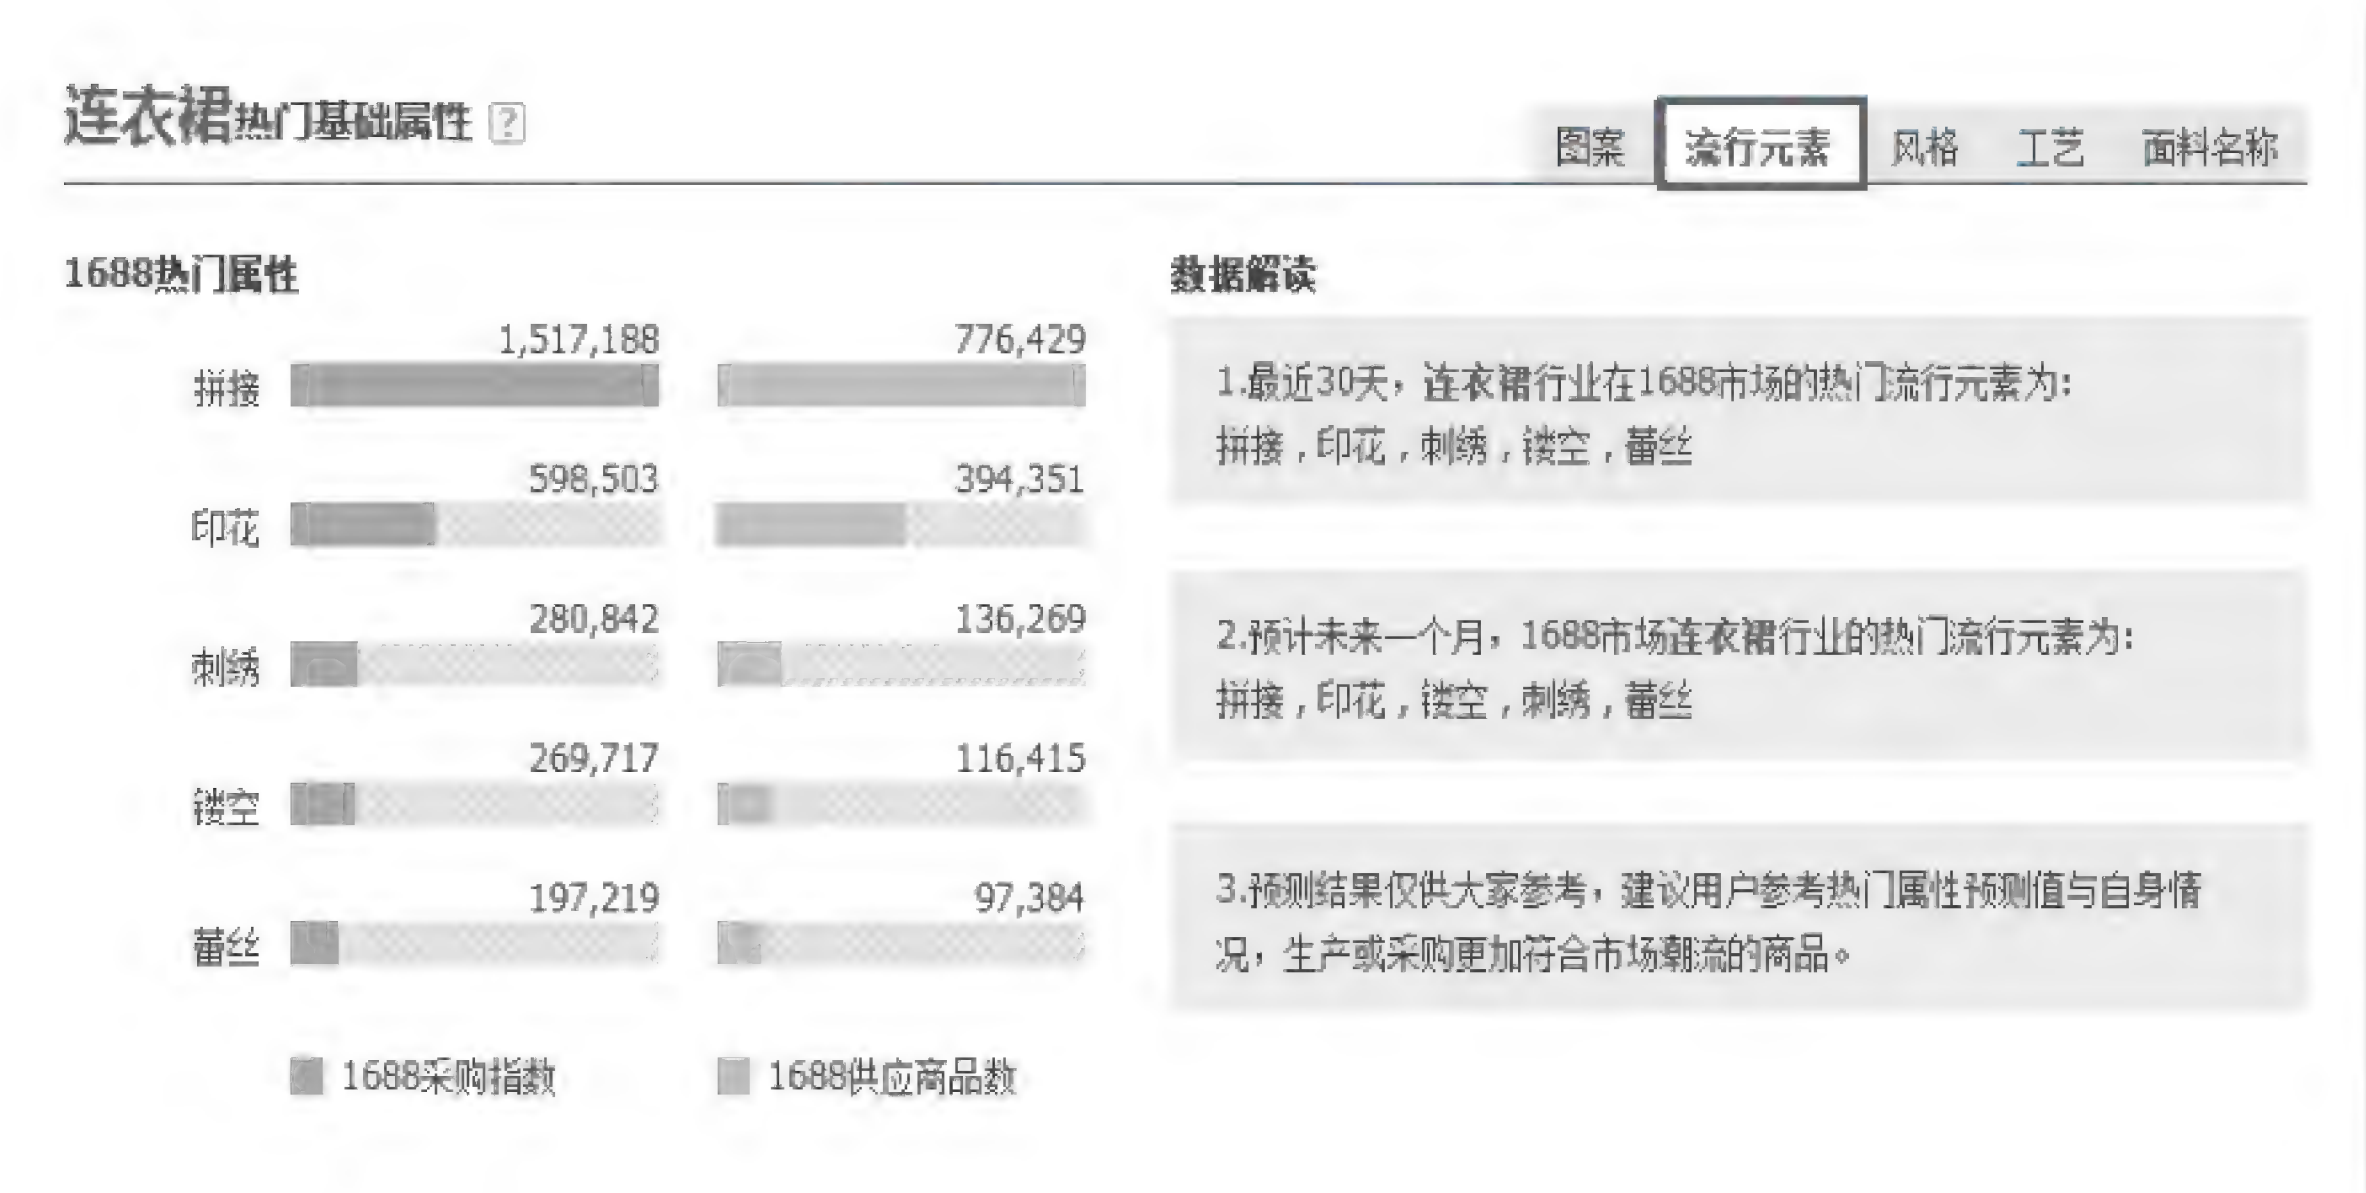 连衣裙热门基础属性 ?
图案 流行元素 风格 工艺 面料名称
1688热门属性
1,517,188 776,429
拼接
598,503 394,351
印花
280,842 136,269
刺绣
269,717 116,415
镂空
197,219 97,384
蕾丝
1688采购指数 1688供应商品数
数据解读
1.最近30天，连衣裙行业在1688市场的热门流行元素为：
拼接,印花,刺绣,镂空,蕾丝
2.预计未来一个月，1688市场连衣裙行业的热门流行元素为：
拼接,印花,镂空,刺绣,蕾丝
3.预测结果仅供大家参考，建议用户参考热门属性预测值与自身情
况，生产或采购更加符合市场潮流的商品。